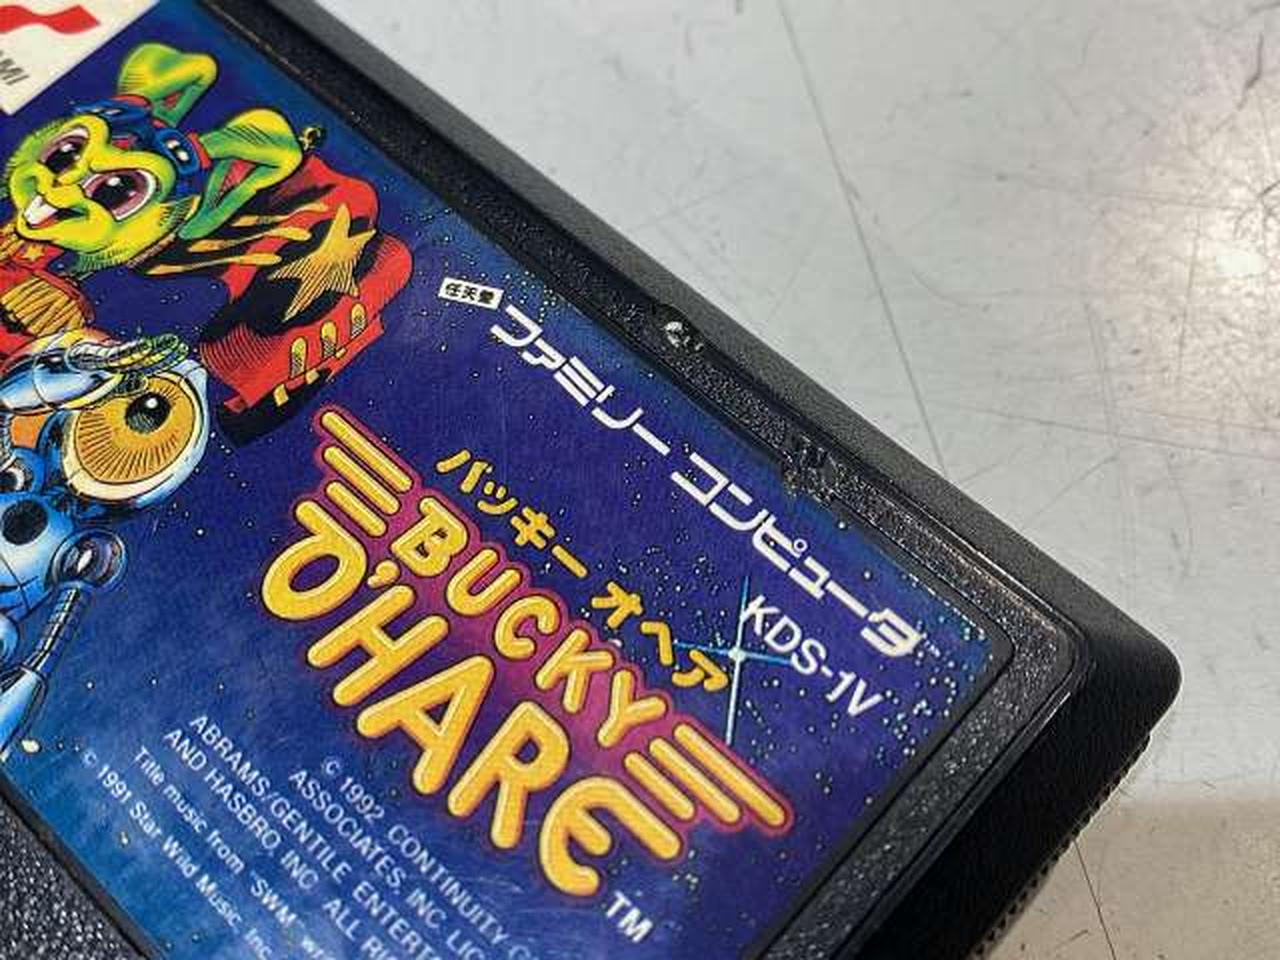 任天堂
ファミリー コンピュータ
KDS-1V
バッキー オヘア
BUCKY
O'HARE
TM
© 1992 CONTINUITY
ASSOCIATES, INC. LIC
ABRAMS/GENTILE ENTERT
AND HASBRO, INC ALL RI
Title music from "SWM,
© 1991 Star Wild Music, Inc.